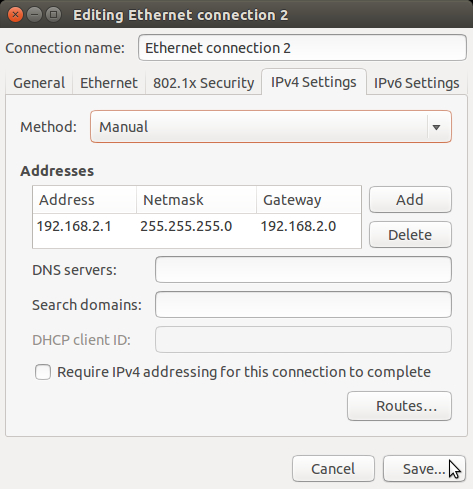 Editing Ethernet connection 2
Connection name: Ethernet connection 2
General Ethernet 802.1x Security IPv4 Settings IPv6 Settings
Method: Manual
Addresses
Address Netmask Gateway Add
192.168.2.1 255.255.255.0 192.168.2.0
Delete
DNS servers:
Search domains:
DHCP client ID:
Require IPv4 addressing for this connection to complete
Routes...
Cancel Save...